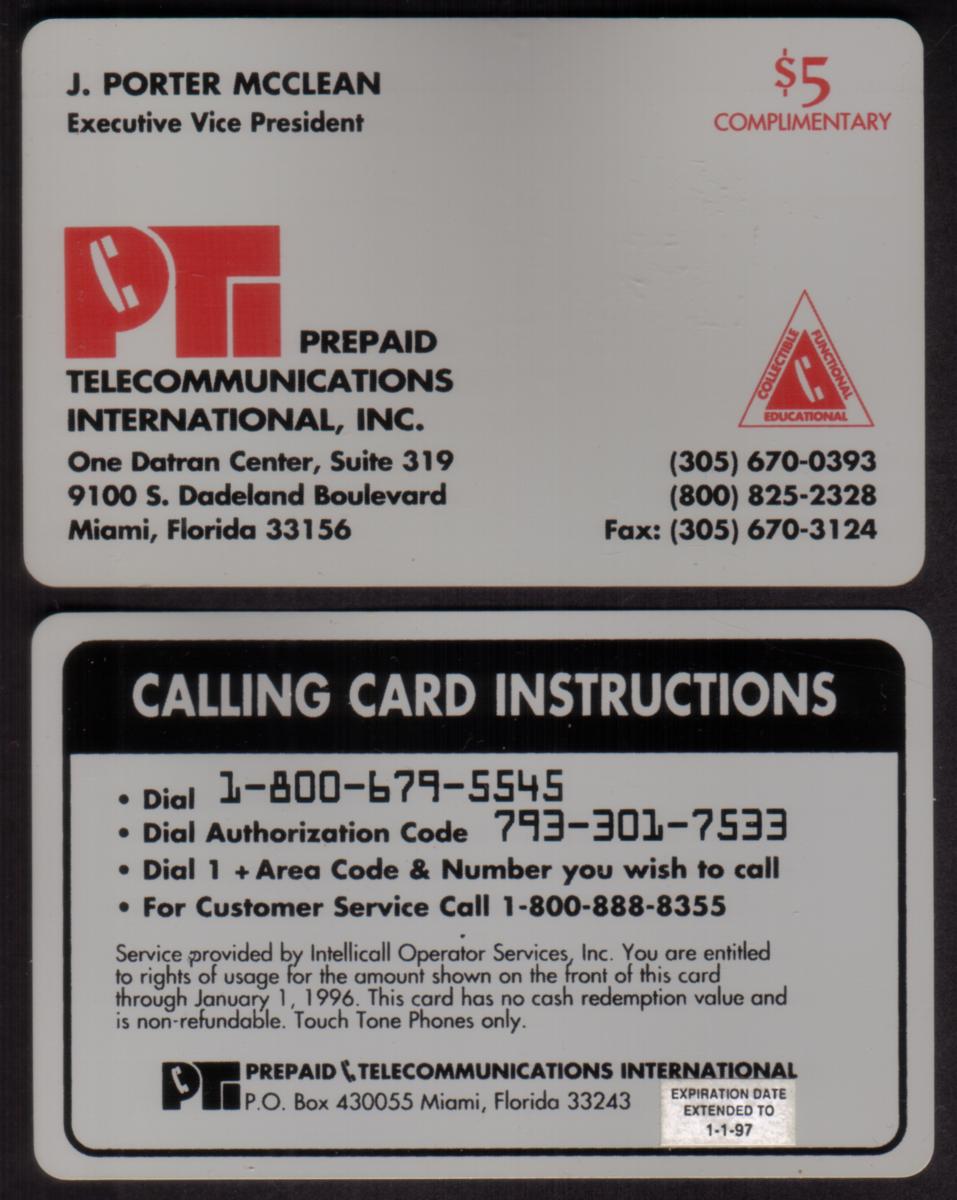 J. PORTER MCCLEAN
Executive Vice President
$5
COMPLIMENTARY
PTI PREPAID
TELECOMMUNICATIONS
INTERNATIONAL, INC.
One Datran Center, Suite 319
9100 S. Dadeland Boulevard
Miami, Florida 33156
COLLECTIBLE
FUNCTIONAL
EDUCATIONAL
(305) 670-0393
(800) 825-2328
Fax: (305) 670-3124
CALLING CARD INSTRUCTIONS
• Dial 1-800-679-5545
• Dial Authorization Code 793-301-7533
• Dial 1 + Area Code & Number you wish to call
• For Customer Service Call 1-800-888-8355
Service provided by Intellicall Operator Services, Inc. You are entitled
to rights of usage for the amount shown on the front of this card
through January 1, 1996. This card has no cash redemption value and
is non-refundable. Touch Tone Phones only.
PTI PREPAID TELECOMMUNICATIONS INTERNATIONAL
P.O. Box 430055 Miami, Florida 33243
EXPIRATION DATE
EXTENDED TO
1-1-97